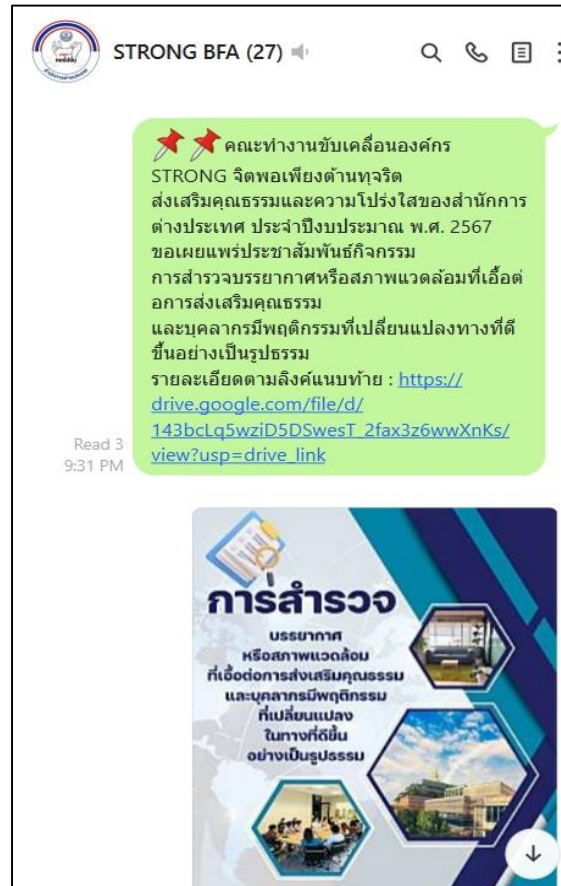 STRONG BFA (27)
คณะทำงานขับเคลื่อนองค์กร
STRONG จิตพอเพียงต้านทุจริต
ส่งเสริมคุณธรรมและความโปร่งใสของสำนักการ
ต่างประเทศ ประจำปีงบประมาณ พ.ศ. 2567
ขอเผยแพร่ประชาสัมพันธ์กิจกรรม
การสำรวจบรรยากาศหรือสภาพแวดล้อมที่เอื้อต่
อการส่งเสริมคุณธรรม
และบุคลากรมีพฤติกรรมที่เปลี่ยนแปลงทางที่ดี
ขึ้นอย่างเป็นรูปธรรม
รายละเอียดตามลิงค์แนบท้าย : https://
drive.google.com/file/d/
143bcLq5wziD5DSwesT_2fax3z6wwXnKs/
view?usp=drive_link
Read 3
9:31 PM
การสำรวจ
บรรยากาศ
หรือสภาพแวดล้อม
ที่เอื้อต่อการส่งเสริมคุณธรรม
และบุคลากรมีพฤติกรรม
ที่เปลี่ยนแปลง
ในทางที่ดีขึ้น
อย่างเป็นรูปธรรม